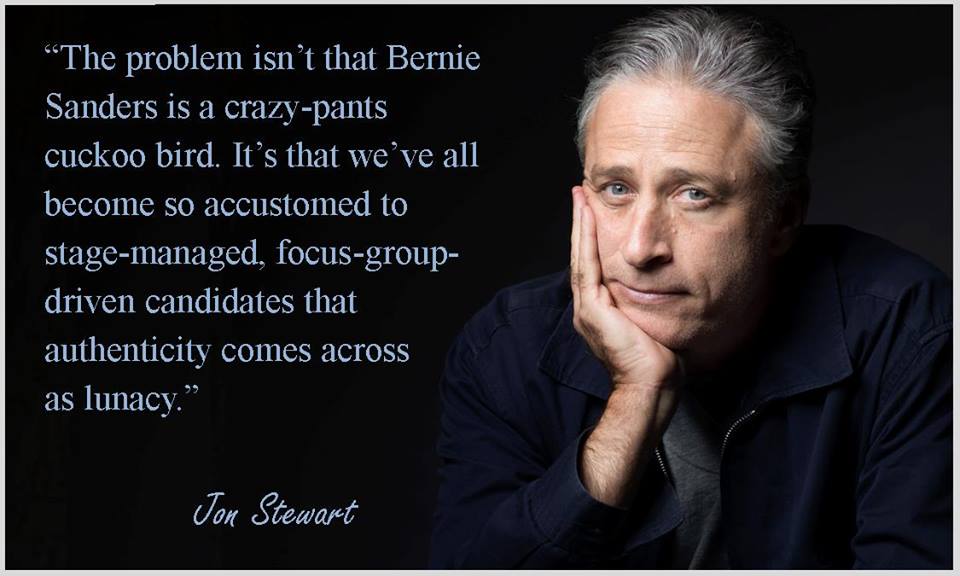 “The problem isn’t that Bernie
Sanders is a crazy-pants
cuckoo bird. It’s that we’ve all
become so accustomed to
stage-managed, focus-group-
driven candidates that
authenticity comes across
as lunacy.”
Jon Stewart